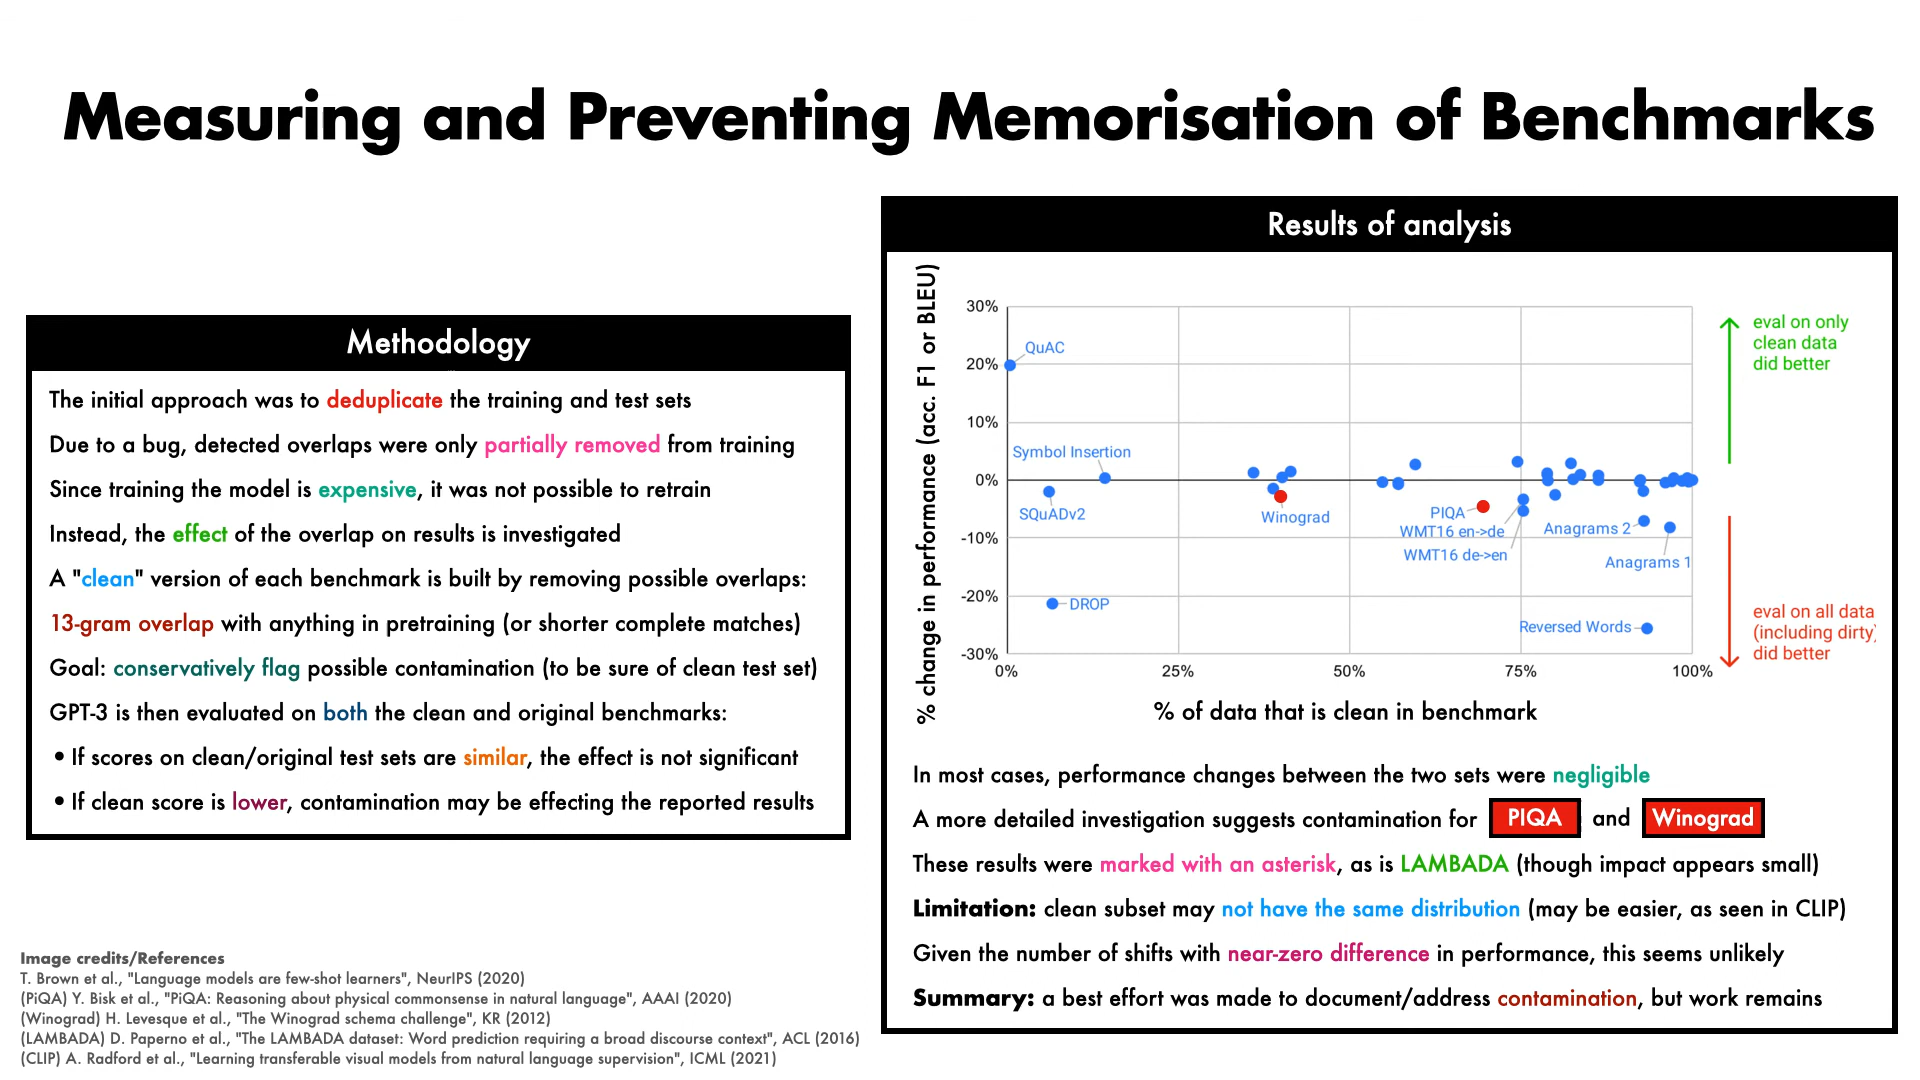 Measuring and Preventing Memorisation of Benchmarks
Methodology
The initial approach was to deduplicate the training and test sets
Due to a bug, detected overlaps were only partially removed from training
Since training the model is expensive, it was not possible to retrain
Instead, the effect of the overlap on results is investigated
A "clean" version of each benchmark is built by removing possible overlaps:
13-gram overlap with anything in pretraining (or shorter complete matches)
Goal: conservatively flag possible contamination (to be sure of clean test set)
GPT-3 is then evaluated on both the clean and original benchmarks:
• If scores on clean/original test sets are similar, the effect is not significant
• If clean score is lower, contamination may be effecting the reported results
Results of analysis
% change in performance (acc. F1 or BLEU)
30%
20%
10%
0%
-10%
-20%
-30%
QuAC
Symbol Insertion
SQuADv2
DROP
Winograd
PIQA
WMT16 en->de
WMT16 de->en
Anagrams 2
Anagrams 1
Reversed Words
0%
25%
50%
75%
100%
% of data that is clean in benchmark
eval on only
clean data
did better
eval on all data
(including dirty)
did better
In most cases, performance changes between the two sets were negligible
A more detailed investigation suggests contamination for PIQA and Winograd
These results were marked with an asterisk, as is LAMBADA (though impact appears small)
Limitation: clean subset may not have the same distribution (may be easier, as seen in CLIP)
Given the number of shifts with near-zero difference in performance, this seems unlikely
Summary: a best effort was made to document/address contamination, but work remains
Image credits/References
T. Brown et al., "Language models are few-shot learners", NeurIPS (2020)
(PiQA) Y. Bisk et al., "PiQA: Reasoning about physical commonsense in natural language", AAAI (2020)
(Winograd) H. Levesque et al., "The Winograd schema challenge", KR (2012)
(LAMBADA) D. Paperno et al., "The LAMBADA dataset: Word prediction requiring a broad discourse context", ACL (2016)
(CLIP) A. Radford et al., "Learning transferable visual models from natural language supervision", ICML (2021)